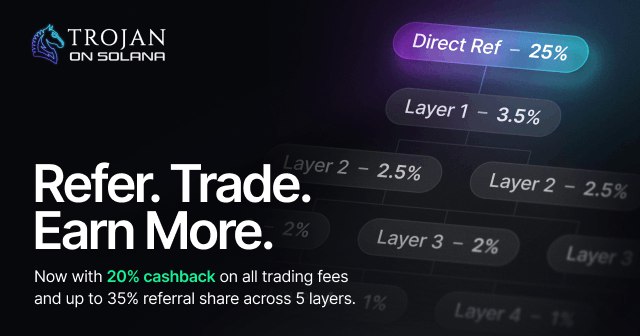 TROJAN
ON SOLANA
Direct Ref – 25%
Layer 1 – 3.5%
Layer 2 – 2.5%
Layer 2 – 2.5%
Refer. Trade.
Earn More.
2%
Layer 3 – 2%
Layer 3
Now with 20% cashback on all trading fees
and up to 35% referral share across 5 layers.
1%
Layer 4 – 1%